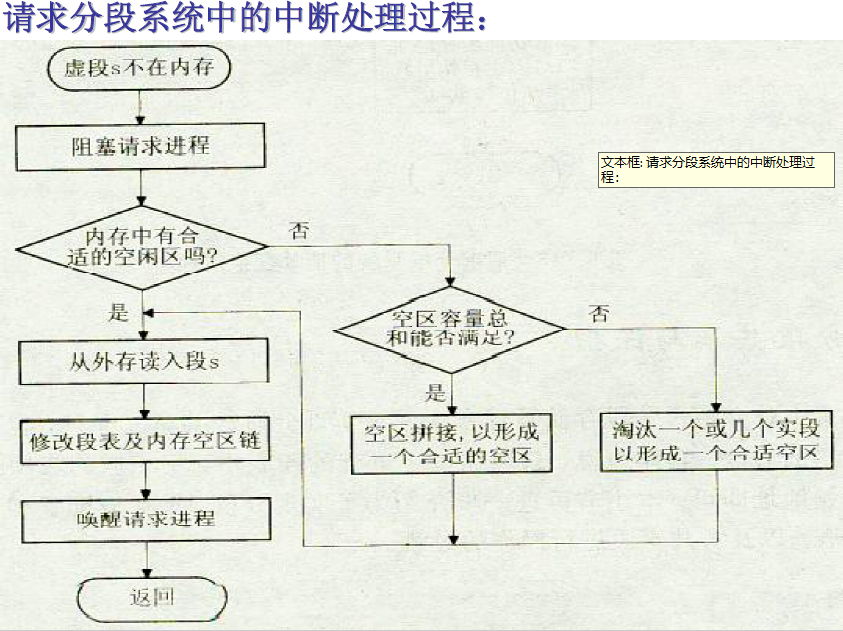 请求分段系统中的中断处理过程：
虚段s不在内存
阻塞请求进程
文本框: 请求分段系统中的中断处理过
程：
内存中有合
适的空闲区吗?
否
是
空区容量总
和能否满足?
否
从外存读入段s
是
修改段表及内存空区链
空区拼接,以形成
一个合适的空区
淘汰一个或几个实段
以形成一个合适空区
唤醒请求进程
返回